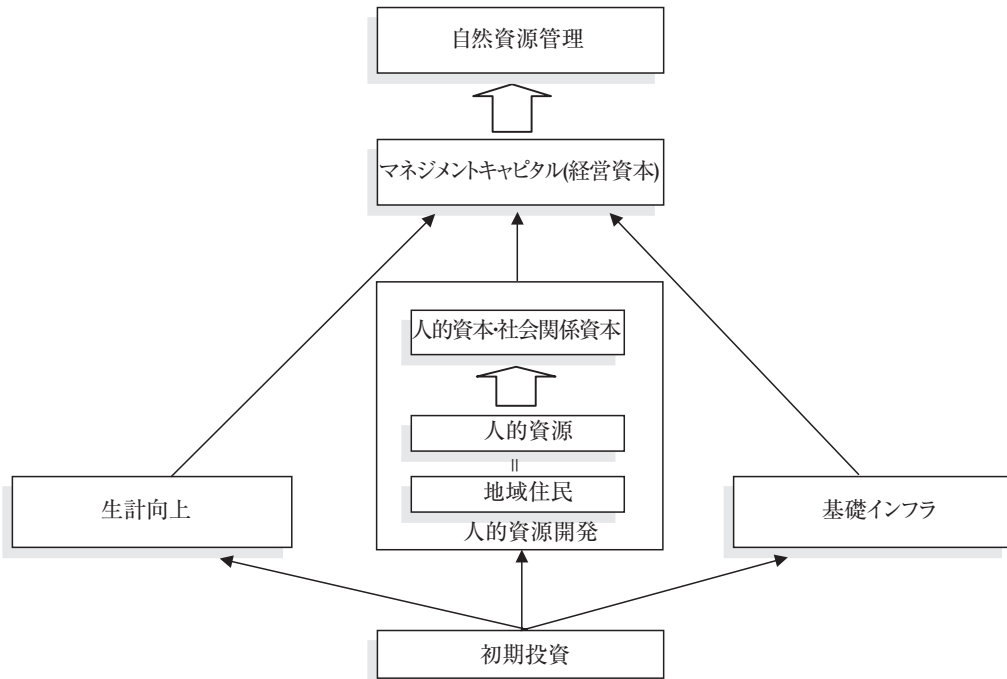 自然資源管理
マネジメントキャピタル(経営資本)
人的資本・社会関係資本
人的資源
=
地域住民
人的資源開発
生計向上
基礎インフラ
初期投資